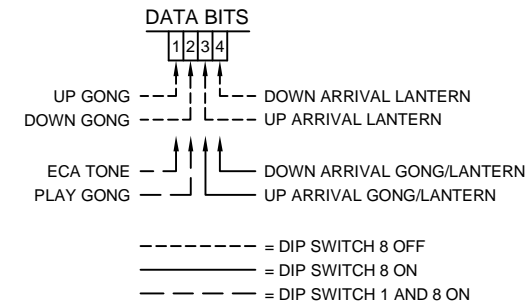 DATA BITS
1 2 3 4
UP GONG DOWN ARRIVAL LANTERN
DOWN GONG UP ARRIVAL LANTERN
ECA TONE DOWN ARRIVAL GONG/LANTERN
PLAY GONG UP ARRIVAL GONG/LANTERN
= DIP SWITCH 8 OFF
= DIP SWITCH 8 ON
= DIP SWITCH 1 AND 8 ON